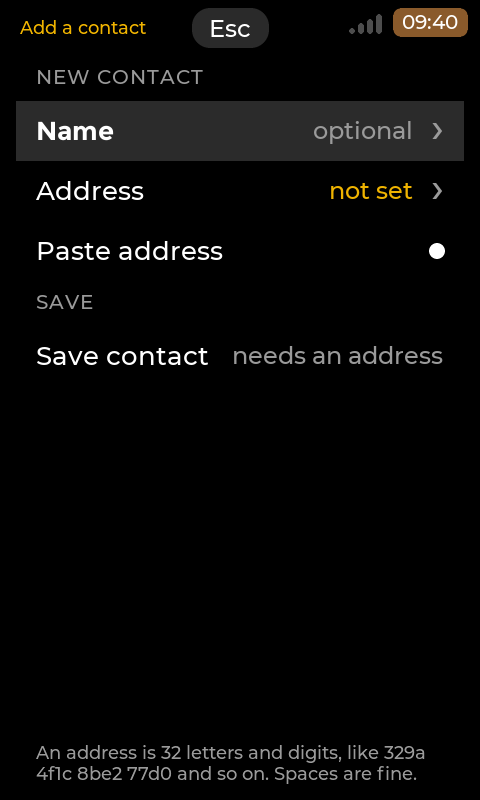 Add a contact
Esc
09:40
NEW CONTACT
Name optional
Address not set
Paste address
SAVE
Save contact needs an address
An address is 32 letters and digits, like 329a
4f1c 8be2 77d0 and so on. Spaces are fine.